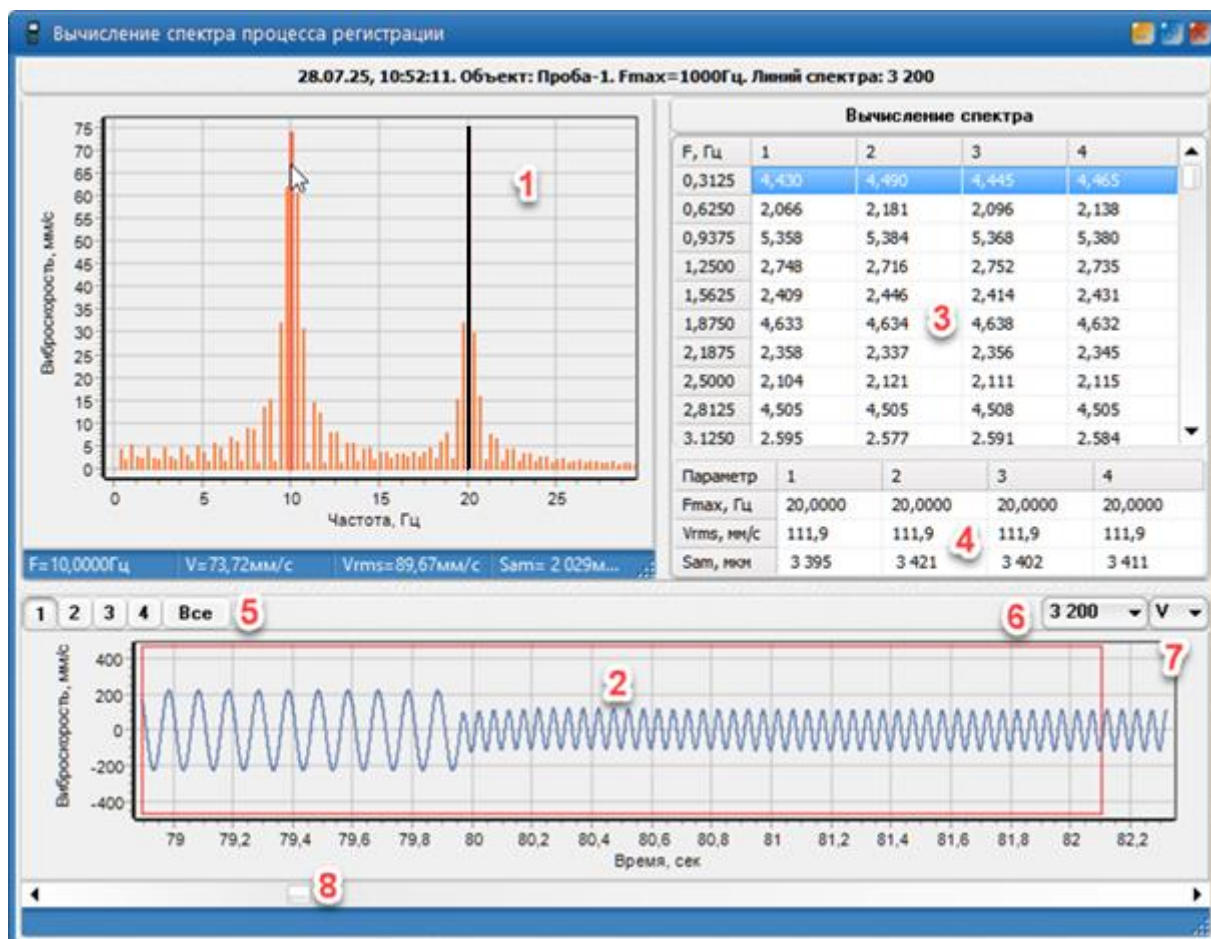 Вычисление спектра процесса регистрации
28.07.25, 10:52:11. Объект: Проба-1. Fmax=1000Гц. Линий спектра: 3 200
Виброскорость, мм/с
75
70
65
60
55
50
45
40
35
30
25
20
15
10
5
0
1
0 5 10 15 20 25
Частота, Гц
F=10,0000Гц V=73,72мм/с Vrms=89,67мм/с Sam= 2 029м...
Вычисление спектра
F, Гц 1 2 3 4
0,3125 4,430 4,490 4,445 4,465
0,6250 2,066 2,181 2,096 2,138
0,9375 5,358 5,384 5,368 5,380
1,2500 2,748 2,716 2,752 2,735
1,5625 2,409 2,446 2,414 2,431
1,8750 4,633 4,634 3 4,638 4,632
2,1875 2,358 2,337 2,356 2,345
2,5000 2,104 2,121 2,111 2,115
2,8125 4,505 4,505 4,508 4,505
3.1250 2.595 2.577 2.591 2.584
Параметр 1 2 3 4
Fmax, Гц 20,0000 20,0000 20,0000 20,0000
Vrms, мм/с 111,9 111,9 4 111,9 111,9
Sam, мкм 3 395 3 421 3 402 3 411
1 2 3 4 Все 5 6 3 200 V
7
Виброскорость, мм/с
400
200
0
-200
-400
2
79 79,2 79,4 79,6 79,8 80 80,2 80,4 80,6 80,8 81 81,2 81,4 81,6 81,8 82 82,2
Время, сек
8